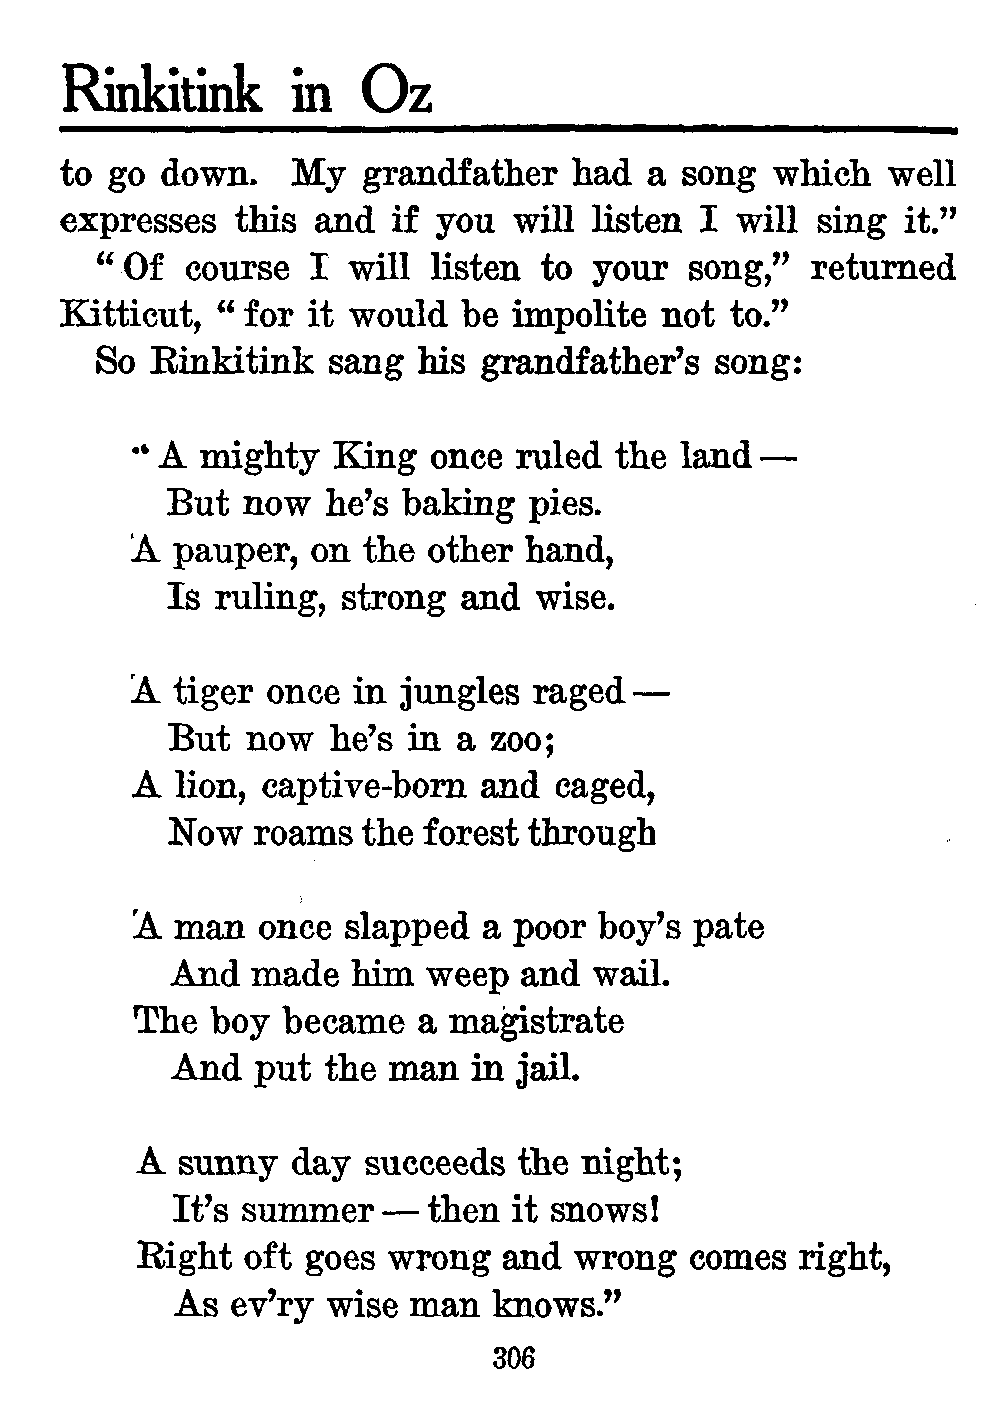 Rinkitink in Oz
to go down. My grandfather had a song which well
expresses this and if you will listen I will sing it.”
“Of course I will listen to your song,” returned
Kitticut, “for it would be impolite not to.”
So Rinkitink sang his grandfather’s song:
“A mighty King once ruled the land —
But now he’s baking pies.
A pauper, on the other hand,
Is ruling, strong and wise.
A tiger once in jungles raged —
But now he’s in a zoo;
A lion, captive-born and caged,
Now roams the forest through
A man once slapped a poor boy’s pate
And made him weep and wail.
The boy became a magistrate
And put the man in jail.
A sunny day succeeds the night;
It’s summer — then it snows!
Right oft goes wrong and wrong comes right,
As ev’ry wise man knows.”
306